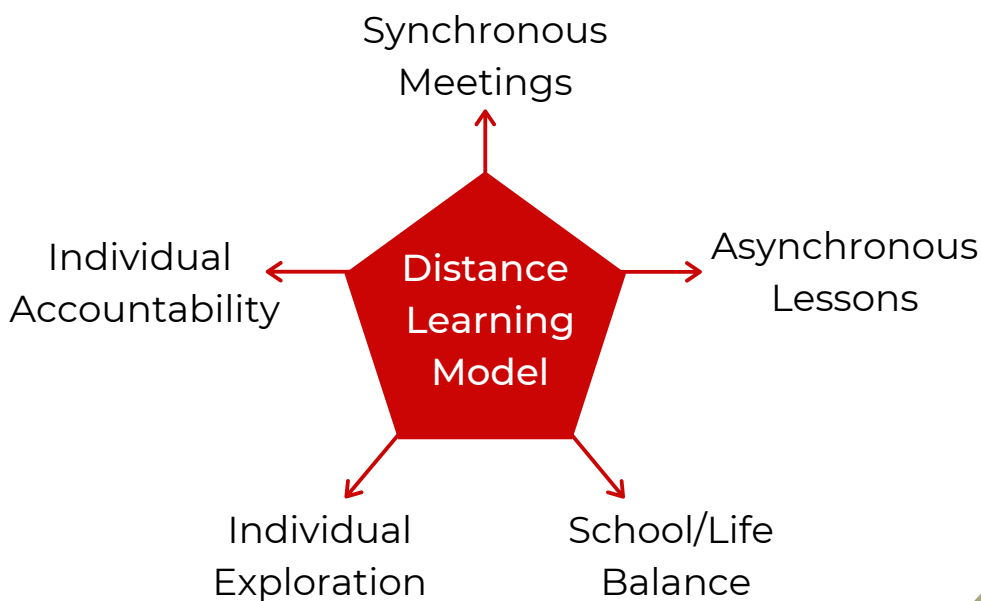 Synchronous
Meetings
Individual
Accountability
Distance
Learning
Model
Asynchronous
Lessons
Individual
Exploration
School/Life
Balance